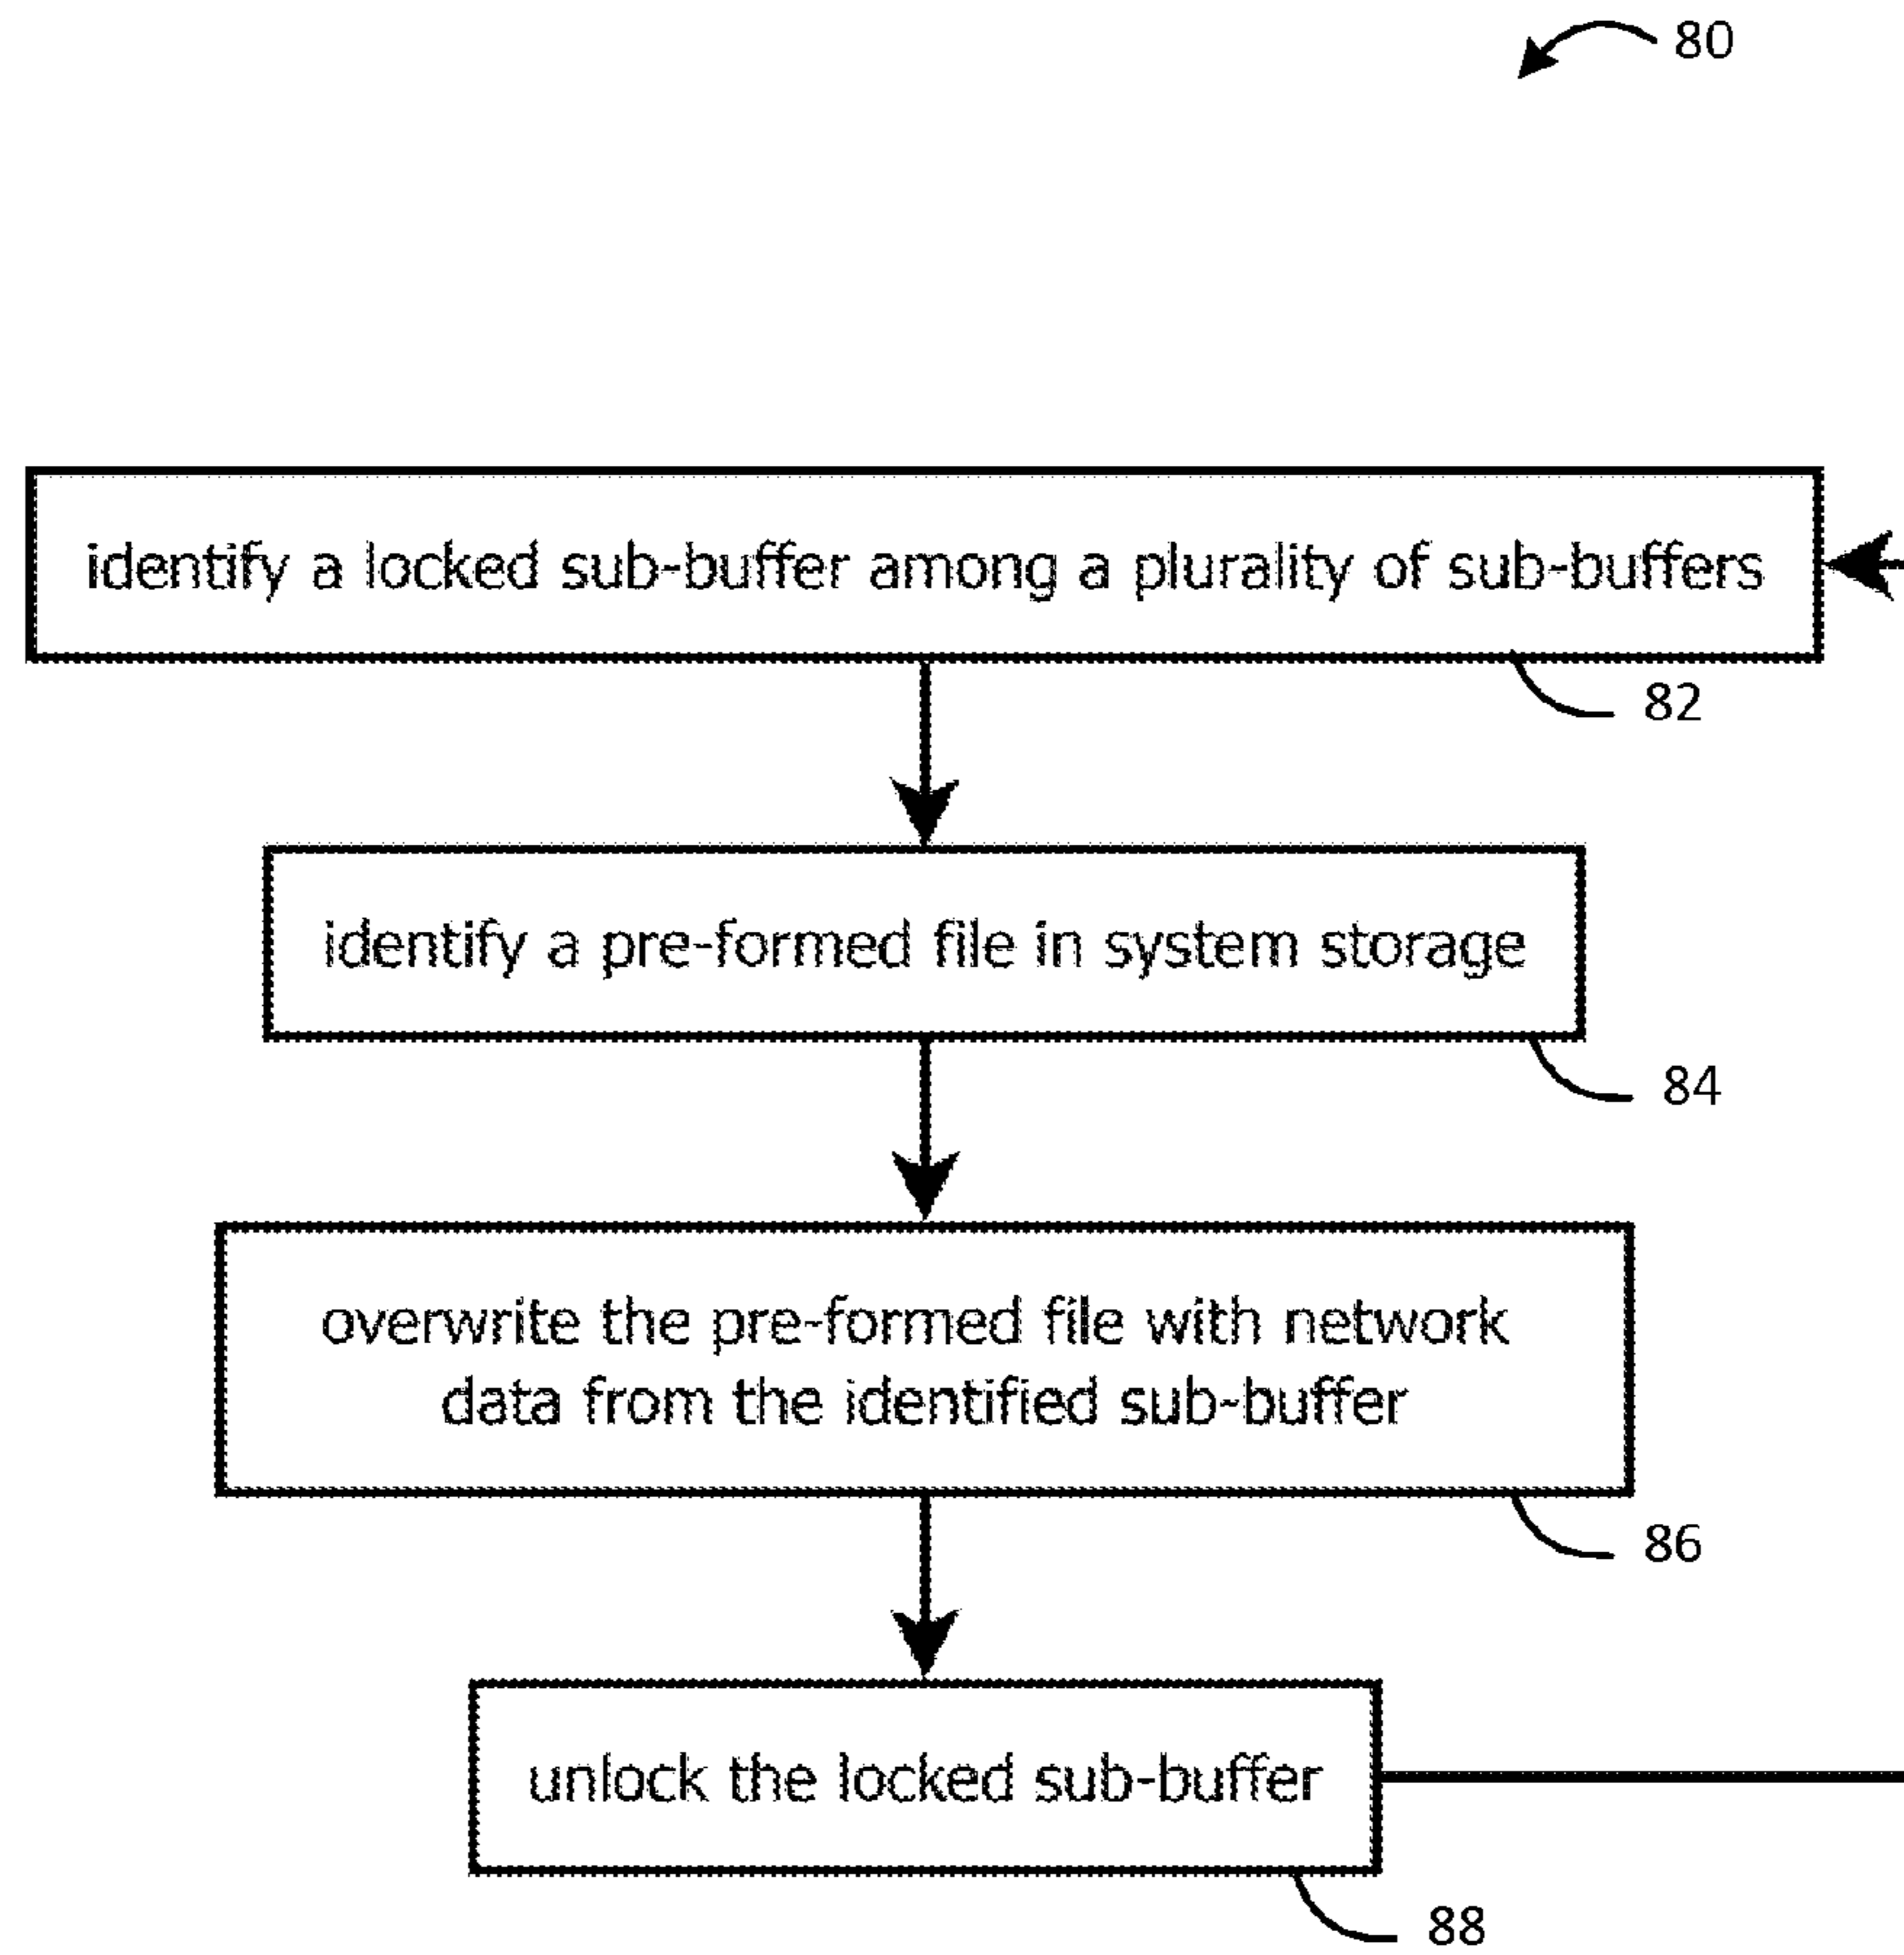 80
identify a locked sub-buffer among a plurality of sub-buffers
82
identify a pre-formed file in system storage
84
overwrite the pre-formed file with network
data from the identified sub-buffer
86
unlock the locked sub-buffer
88